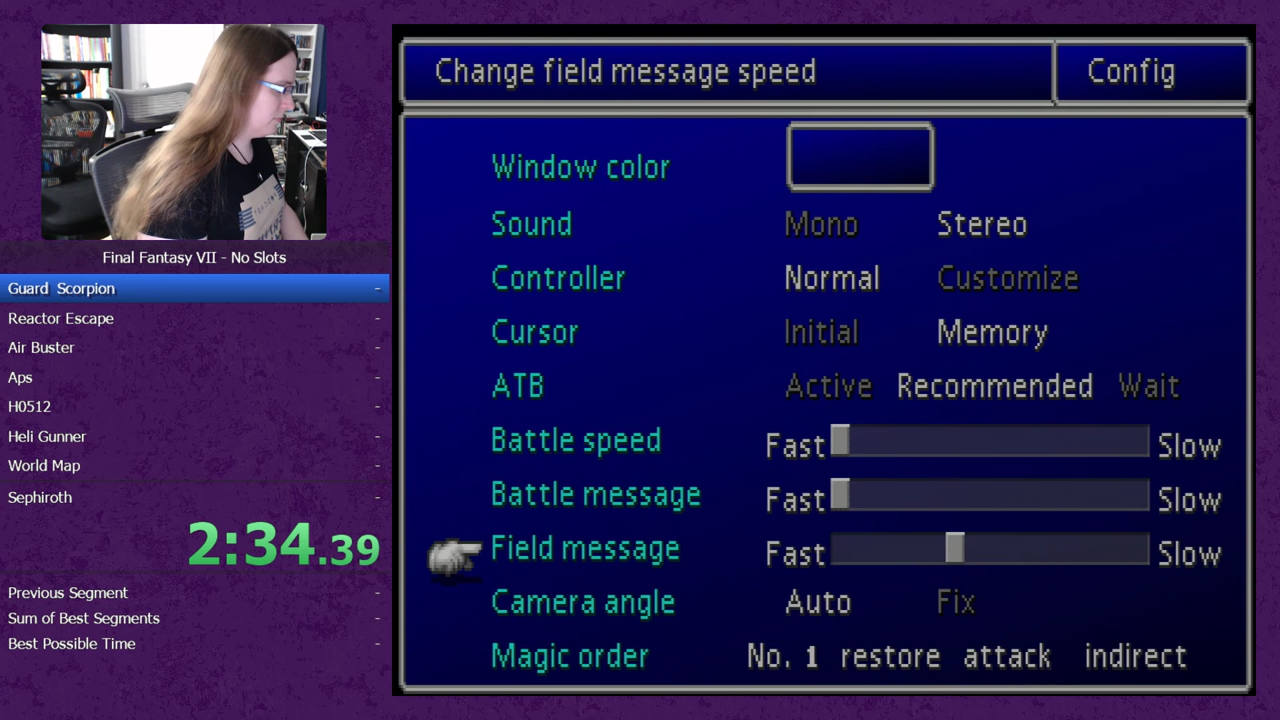 Change field message speed
Config
Window color
Sound Mono Stereo
Controller Normal Customize
Cursor Initial Memory
ATB Active Recommended Wait
Battle speed Fast Slow
Battle message Fast Slow
Field message Fast Slow
Camera angle Auto Fix
Magic order No. 1 restore attack indirect
Final Fantasy VII - No Slots
Guard Scorpion -
Reactor Escape -
Air Buster -
Aps -
H0512 -
Heli Gunner -
World Map -
Sephiroth -
2:34.39
Previous Segment -
Sum of Best Segments -
Best Possible Time -